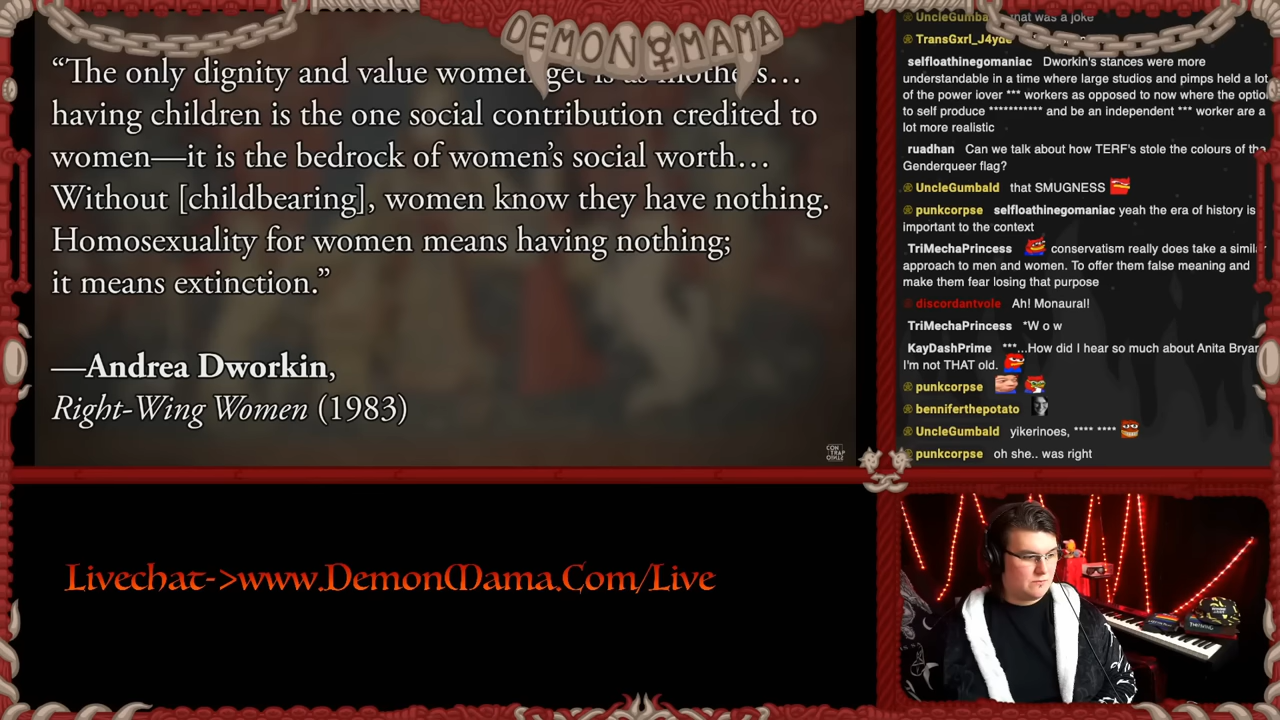 DEMON MAMA
“The only dignity and value women get is as mothers…
having children is the one social contribution credited to
women—it is the bedrock of women’s social worth…
Without [childbearing], women know they have nothing.
Homosexuality for women means having nothing;
it means extinction.”
—Andrea Dworkin,
Right-Wing Women (1983)
CON
TRAP
Livechat->www.DemonMama.Com/Live
UncleGumba that was a joke
TransGxrl_J4yd
selfloathinegomaniac Dworkin's stances were more
understandable in a time where large studios and pimps held a lot
of the power lover *** workers as opposed to now where the optio
to self produce *********** and be an independent *** worker are a
lot more realistic
ruadhan Can we talk about how TERF's stole the colours of the
Genderqueer flag?
UncleGumbald that SMUGNESS
punkcorpse selfloathinegomaniac yeah the era of history is
important to the context
TriMechaPrincess conservatism really does take a similar
approach to men and women. To offer them false meaning and
make them fear losing that purpose
discordantvole Ah! Monaural!
TriMechaPrincess *W o w
KayDashPrime ***...How did I hear so much about Anita Bryan
I'm not THAT old.
punkcorpse
benniferthepotato
UncleGumbald yikerinoes, **** ****
punkcorpse oh she.. was right